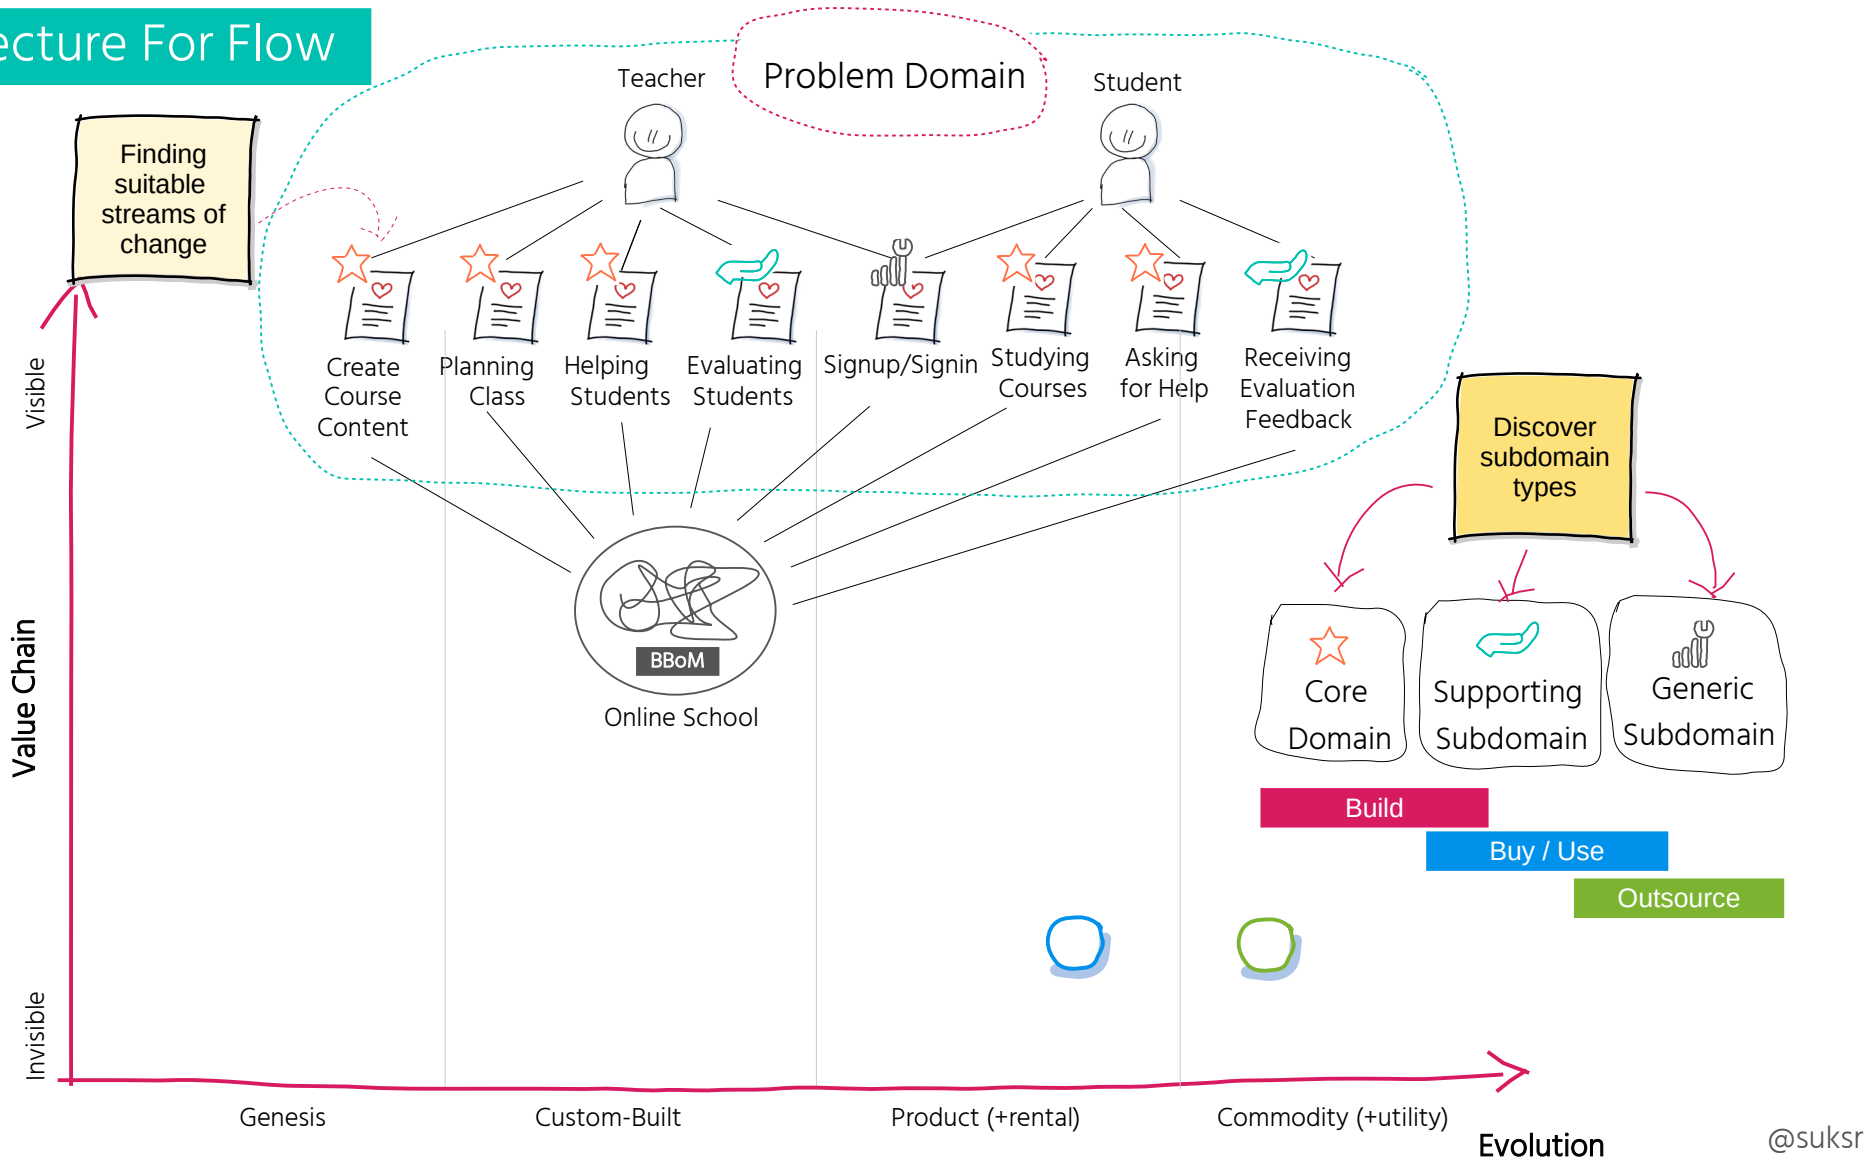 ecture For Flow
Problem Domain
Teacher
Student
Finding
suitable
streams of
change
Create
Course
Content
Planning
Class
Helping
Students
Evaluating
Students
Signup/Signin
Studying
Courses
Asking
for Help
Receiving
Evaluation
Feedback
Visible
Value Chain
Invisible
BBoM
Online School
Discover
subdomain
types
Core
Domain
Supporting
Subdomain
Generic
Subdomain
Build
Buy / Use
Outsource
Genesis
Custom-Built
Product (+rental)
Commodity (+utility)
Evolution
@suksr